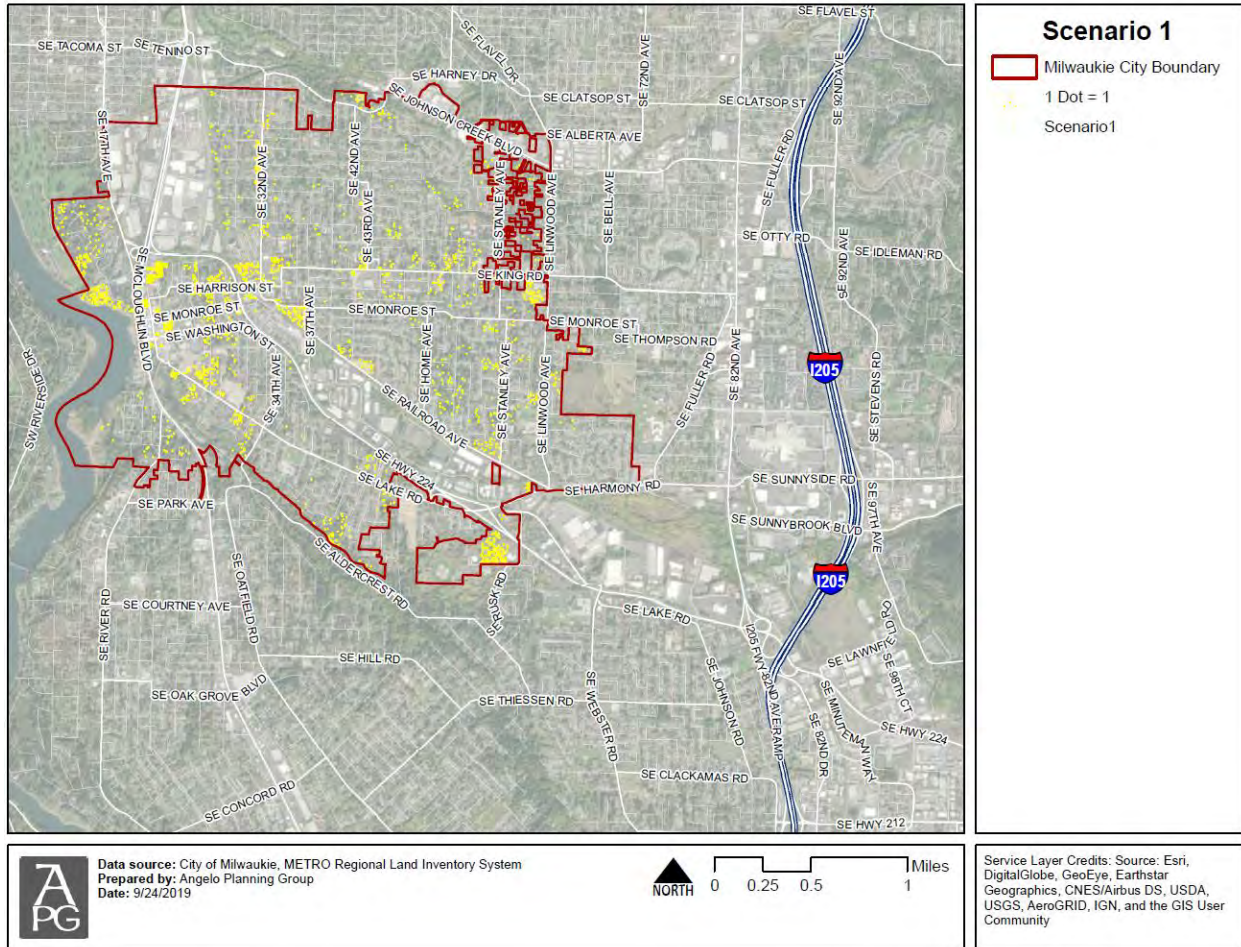 SE FLAVEL ST
SE TACOMA ST
SE TENINO ST
SE FLAVEL DR
SE HARNEY DR
SE 72ND AVE
SE 92ND AVE
SE CLATSOP ST
SE CLATSOP ST
SE JOHNSON CREEK BLVD
SE ALBERTA AVE
SE 17TH AVE
SE 32ND AVE
SE 42ND AVE
SE 43RD AVE
SE STANLEY AVE
SE LINWOOD AVE
SE BELL AVE
SE FULLER RD
SE OTTY RD
SE 92ND AVE
SE IDLEMAN RD
SE MCLOUGHLIN BLVD
SE KING RD
SE HARRISON ST
SE MONROE ST
SE WASHINGTON ST
SE 37TH AVE
SE MONROE ST
SE MONROE ST
SE THOMPSON RD
SW RIVERSIDE DR
SE 34TH AVE
SE HOME AVE
SE STANLEY AVE
SE LINWOOD AVE
SE FULLER RD
SE 82ND AVE
I205
SE STEVENS RD
SE RAILROAD AVE
SE HWY 224
SE LAKE RD
SE HARMONY RD
SE SUNNYSIDE RD
SE PARK AVE
SE SUNNYBROOK BLVD
SE 97TH AVE
SE ALDERCREST RD
SE OATFIELD RD
SE RUSK RD
I205
SE RIVER RD
SE COURTNEY AVE
SE LAKE RD
SE LAWNFIELD RD
SE 98TH CT
SE HILL RD
SE OAK GROVE BLVD
SE THIESSEN RD
SE WEBSTER RD
SE JOHNSON RD
I205 FWY-82ND AVE RAMP
SE 82ND DR
SE MINUTEMAN WAY
SE HWY 224
SE CLACKAMAS RD
SE CONCORD RD
SE HWY 212
Scenario 1
Milwaukie City Boundary
1 Dot = 1
Scenario1
APG
Data source: City of Milwaukie, METRO Regional Land Inventory System
Prepared by: Angelo Planning Group
Date: 9/24/2019
NORTH
Miles
0 0.25 0.5 1
Service Layer Credits: Source: Esri,
DigitalGlobe, GeoEye, Earthstar
Geographics, CNES/Airbus DS, USDA,
USGS, AeroGRID, IGN, and the GIS User
Community